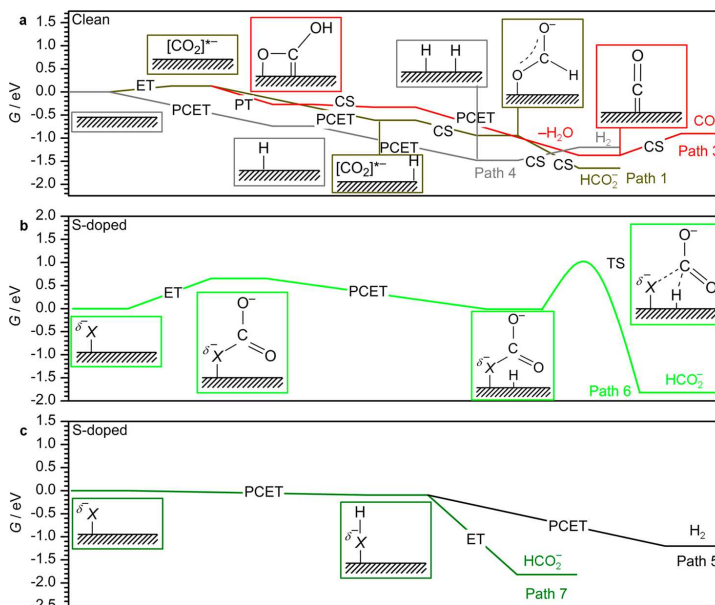 a
Clean
G / eV
1.5
1.0
0.5
0.0
-0.5
-1.0
-1.5
-2.0
[CO₂]*−
O
OH
H H
O−
O
H
O
C
ET
PT
CS
PCET
PCET
PCET
PCET
CS
CS
CS
CS
–H₂O
H₂
CO
Path 3
H
[CO₂]*−
H
Path 4
HCO₂−
Path 1
b
S-doped
G / eV
2.0
1.5
1.0
0.5
0.0
-0.5
-1.0
-1.5
-2.0
ET
PCET
TS
δ−
X
O−
C
O
δ−
X
O−
C
O
δ−
X
H
O−
C
O
δ−
X
H
Path 6
HCO₂−
c
S-doped
G / eV
1.5
1.0
0.5
0.0
-0.5
-1.0
-1.5
-2.0
-2.5
PCET
δ−
X
H
δ−
X
PCET
ET
H₂
Path 5
HCO₂−
Path 7